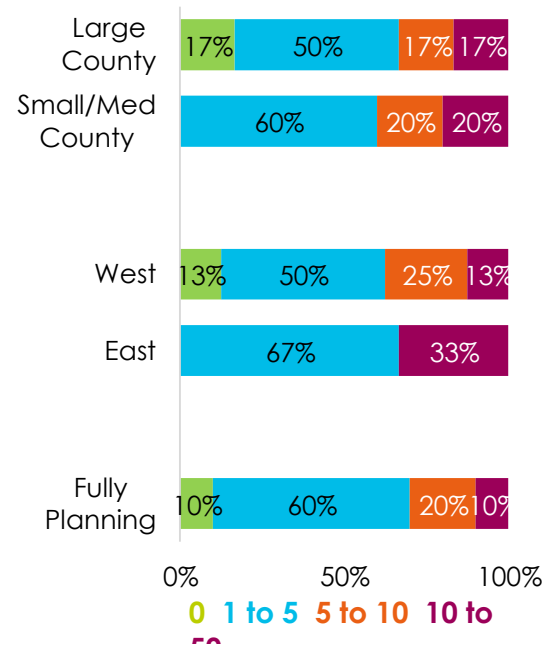 Large
County
17% 50% 17% 17%
Small/Med
County
60% 20% 20%
West
13% 50% 25% 13%
East
67% 33%
Fully
Planning
10% 60% 20% 10%
0% 50% 100%
0 1 to 5 5 to 10 10 to